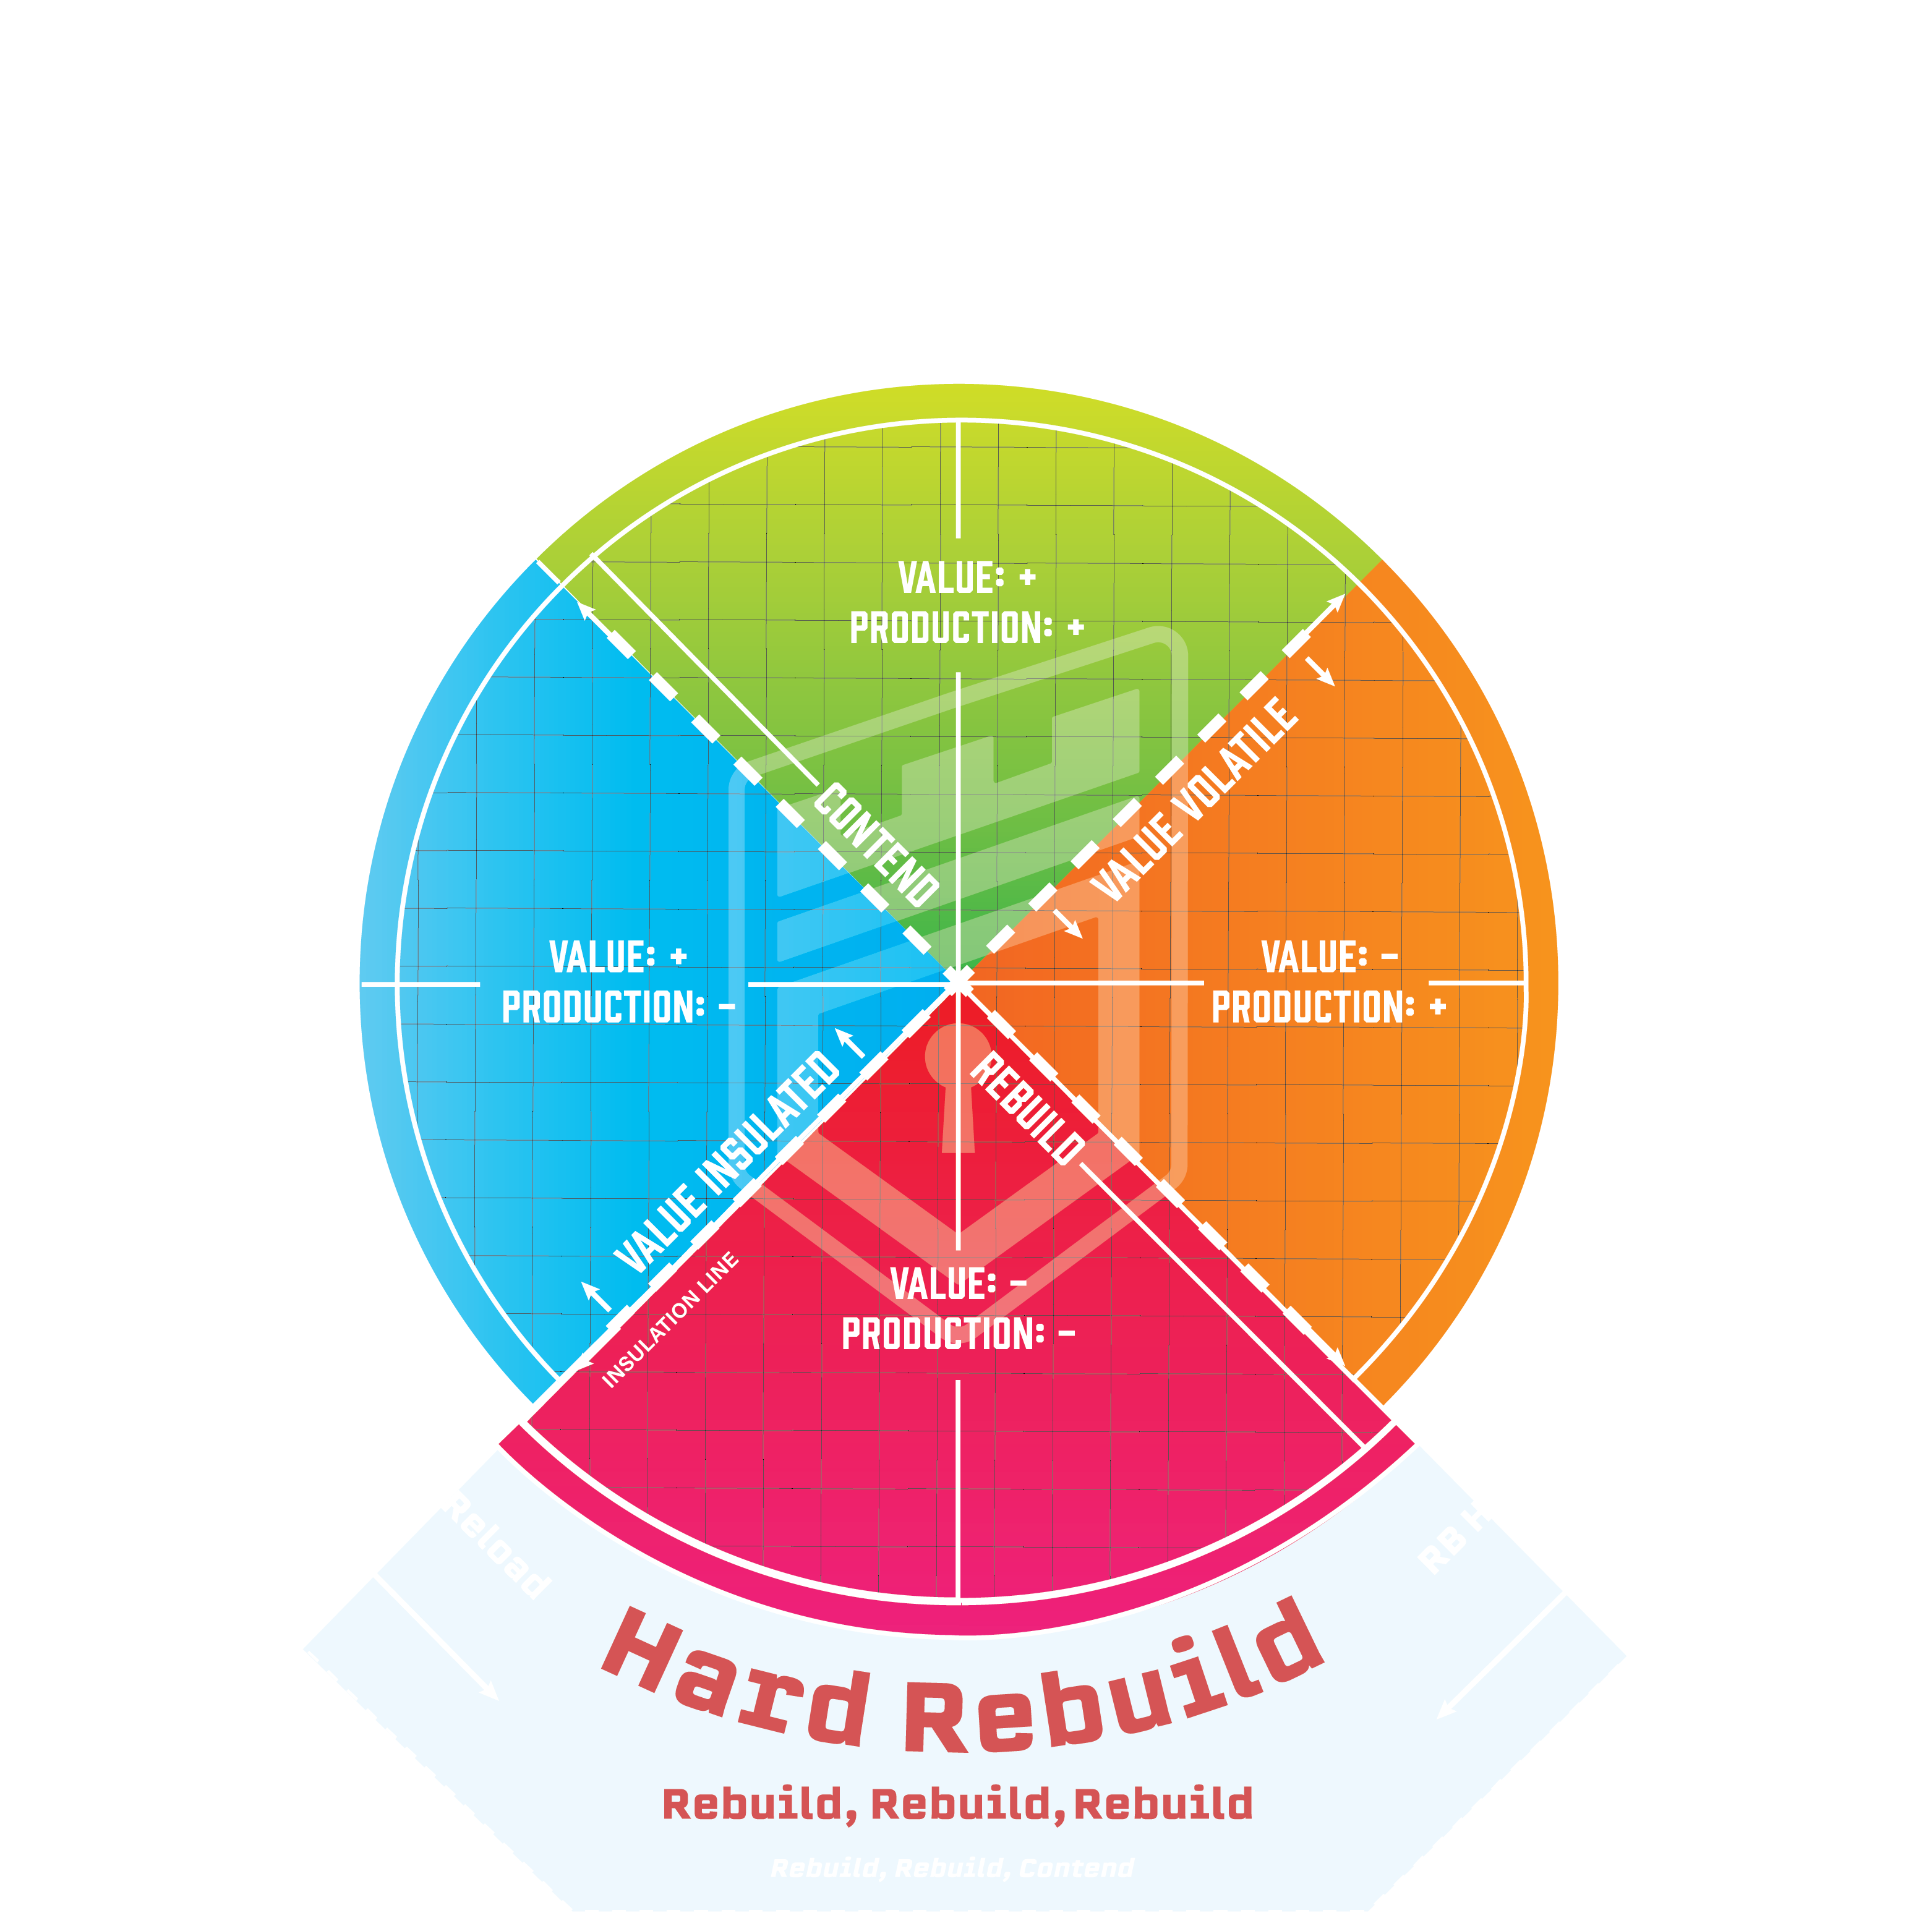 VALUE: +
PRODUCTION: +
CONTEND
VALUE VOLATILE
VALUE: +
PRODUCTION: –
VALUE: –
PRODUCTION: +
VALUE INSULATED
REBUILD
INSULATION LINE
VALUE: –
PRODUCTION: –
Reload
RB
Hard Rebuild
Rebuild, Rebuild, Rebuild
Rebuild, Rebuild, Contend